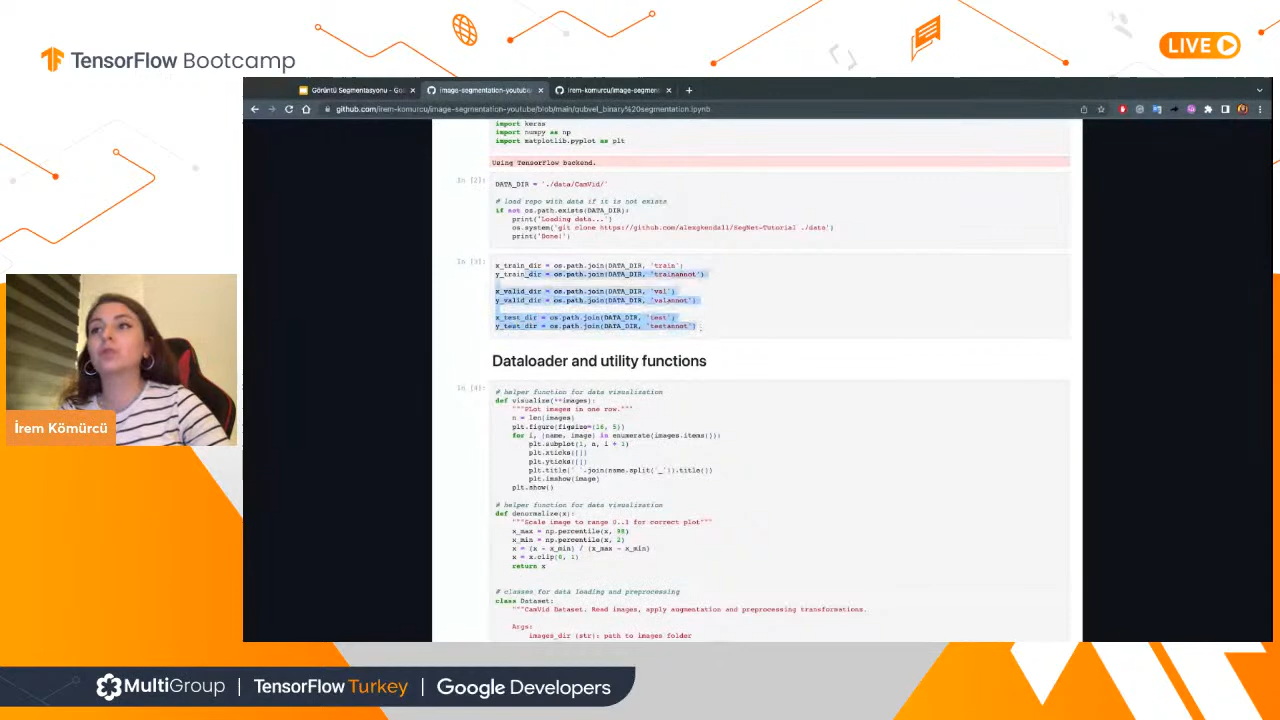 TensorFlow Bootcamp
LIVE
Görüntü Segmentasyonu - Goo
image-segmentation-youtube/
irem-komurcu/image-segmen
github.com/irem-komurcu/image-segmentation-youtube/blob/main/qubvel_binary%20segmentation.ipynb
import keras
import numpy as np
import matplotlib.pyplot as plt
Using TensorFlow backend.
In [2]:
DATA_DIR = './data/CamVid/'
# load repo with data if it is not exists
if not os.path.exists(DATA_DIR):
print('Loading data...')
os.system('git clone https://github.com/alexgkendall/SegNet-Tutorial ./data')
print('Done!')
In [3]:
x_train_dir = os.path.join(DATA_DIR, 'train')
y_train_dir = os.path.join(DATA_DIR, 'trainannot')
x_valid_dir = os.path.join(DATA_DIR, 'val')
y_valid_dir = os.path.join(DATA_DIR, 'valannot')
x_test_dir = os.path.join(DATA_DIR, 'test')
y_test_dir = os.path.join(DATA_DIR, 'testannot')
Dataloader and utility functions
In [4]:
# helper function for data visualization
def visualize(**images):
"""PLot images in one row."""
n = len(images)
plt.figure(figsize=(16, 5))
for i, (name, image) in enumerate(images.items()):
plt.subplot(1, n, i + 1)
plt.xticks([])
plt.yticks([])
plt.title(' '.join(name.split('_')).title())
plt.imshow(image)
plt.show()
# helper function for data visualization
def denormalize(x):
"""Scale image to range 0..1 for correct plot"""
x_max = np.percentile(x, 98)
x_min = np.percentile(x, 2)
x = (x - x_min) / (x_max - x_min)
x = x.clip(0, 1)
return x
# classes for data loading and preprocessing
class Dataset:
"""CamVid Dataset. Read images, apply augmentation and preprocessing transformations.
Args:
images_dir (str): path to images folder
İrem Kömürcü
MultiGroup | TensorFlow Turkey | Google Developers